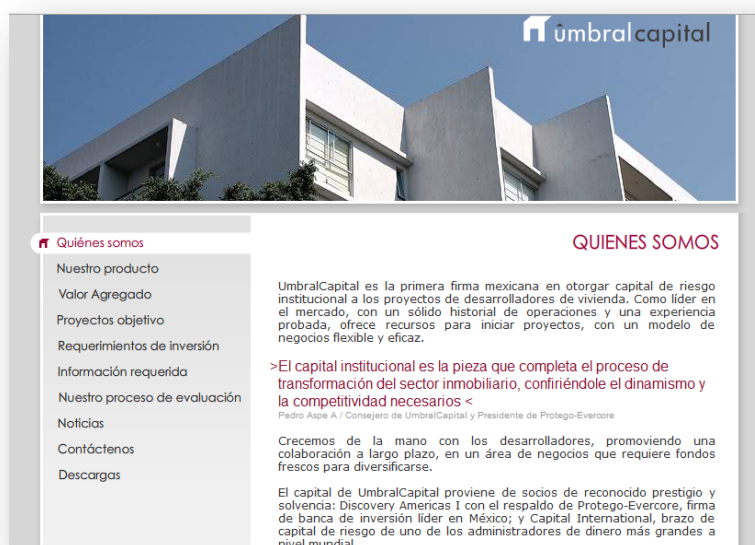 ûmbralcapital
Quiénes somos
Nuestro producto
Valor Agregado
Proyectos objetivo
Requerimientos de inversión
Información requerida
Nuestro proceso de evaluación
Noticias
Contáctenos
Descargas
QUIENES SOMOS
UmbralCapital es la primera firma mexicana en otorgar capital de riesgo
institucional a los proyectos de desarrolladores de vivienda. Como líder en
el mercado, con un sólido historial de operaciones y una experiencia
probada, ofrece recursos para iniciar proyectos, con un modelo de
negocios flexible y eficaz.
>El capital institucional es la pieza que completa el proceso de
transformación del sector inmobiliario, confiriéndole el dinamismo y
la competitividad necesarios <
Pedro Aspe A / Consejero de UmbralCapital y Presidente de Protego-Evercore
Crecemos de la mano con los desarrolladores, promoviendo una
colaboración a largo plazo, en un área de negocios que requiere fondos
frescos para diversificarse.
El capital de UmbralCapital proviene de socios de reconocido prestigio y
solvencia: Discovery Americas I con el respaldo de Protego-Evercore, firma
de banca de inversión líder en México; y Capital International, brazo de
capital de riesgo de uno de los administradores de dinero más grandes a
nivel mundial.